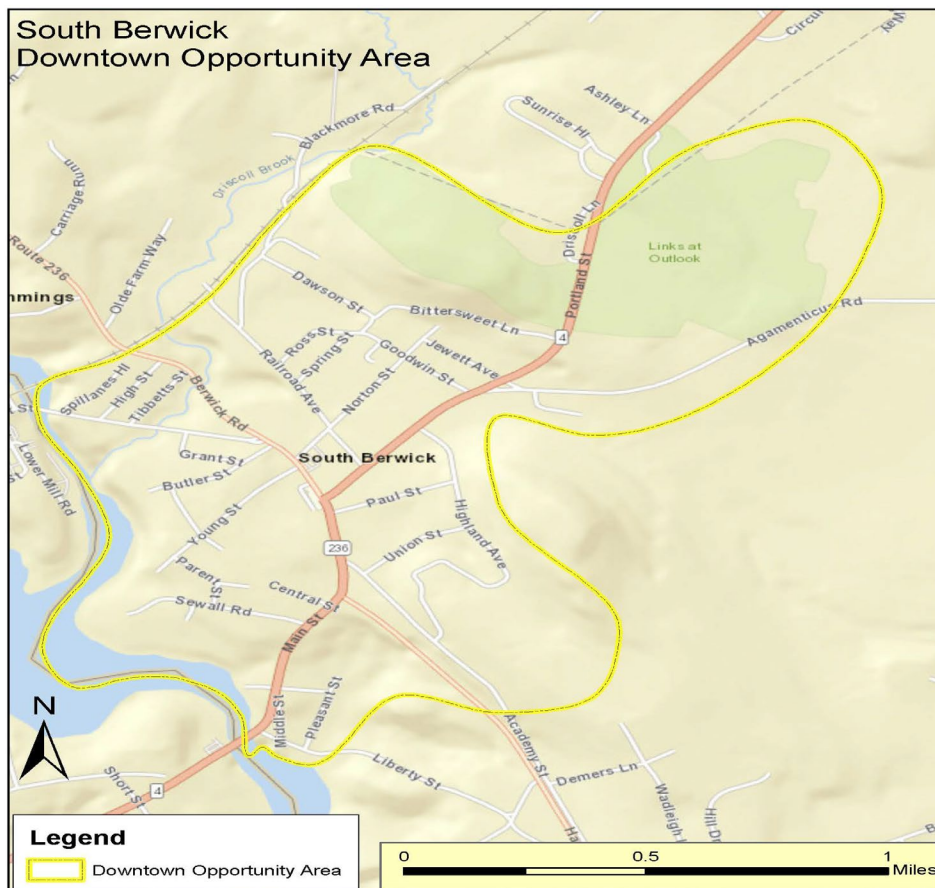 South Berwick
Downtown Opportunity Area
Ashley Ln
Sunrise Hl
Blackmore Rd
Driscoll Brook
Carriage Run
Driscoll Ln
Links at
Outlook
Olde Farm Way
Route 236
Portland St
mmings
Dawson St
Bittersweet Ln
Agamenticus Rd
4
Ross St
Spring St
Jewett Ave
Goodwin St
Railroad Ave
Norton St
Spillanes Hl
High St
Tibbetts St
Berwick Rd
l St
Grant St
South Berwick
Lower Mill Rd
St
Butler St
Paul St
Highland Ave
Young St
236
Union St
Parent St
Central St
Sewall Rd
Main St
N
Middle St
Pleasant St
Academy St
Liberty St
Demers Ln
Short St
4
Wadleigh
Hill Dr
Ha
B
Legend
Downtown Opportunity Area
0 0.5 1
Miles